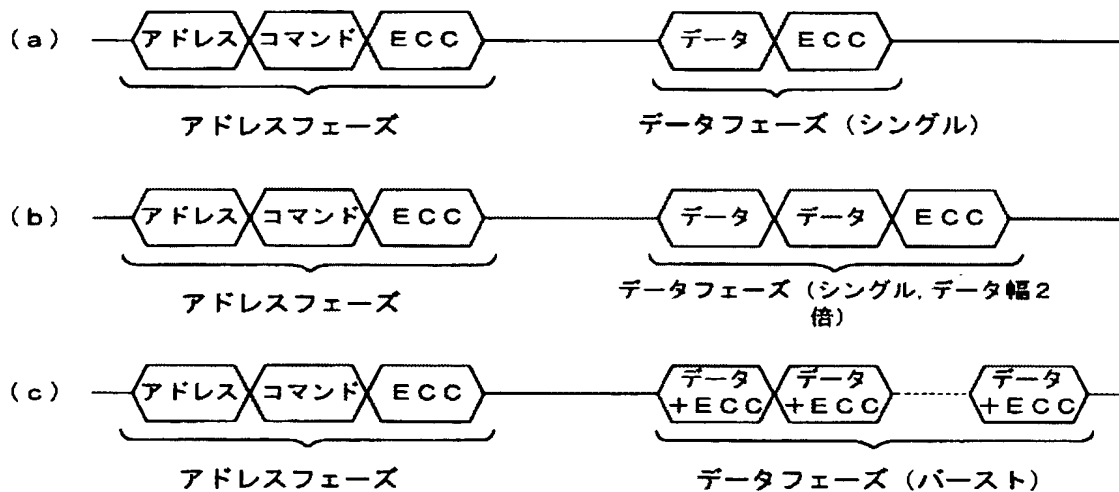 (a) アドレス コマンド ECC データ ECC
アドレスフェーズ データフェーズ (シングル)
(b) アドレス コマンド ECC データ データ ECC
アドレスフェーズ データフェーズ (シングル, データ幅2
倍)
(c) アドレス コマンド ECC データ データ データ
+ECC +ECC +ECC
アドレスフェーズ データフェーズ (バースト)